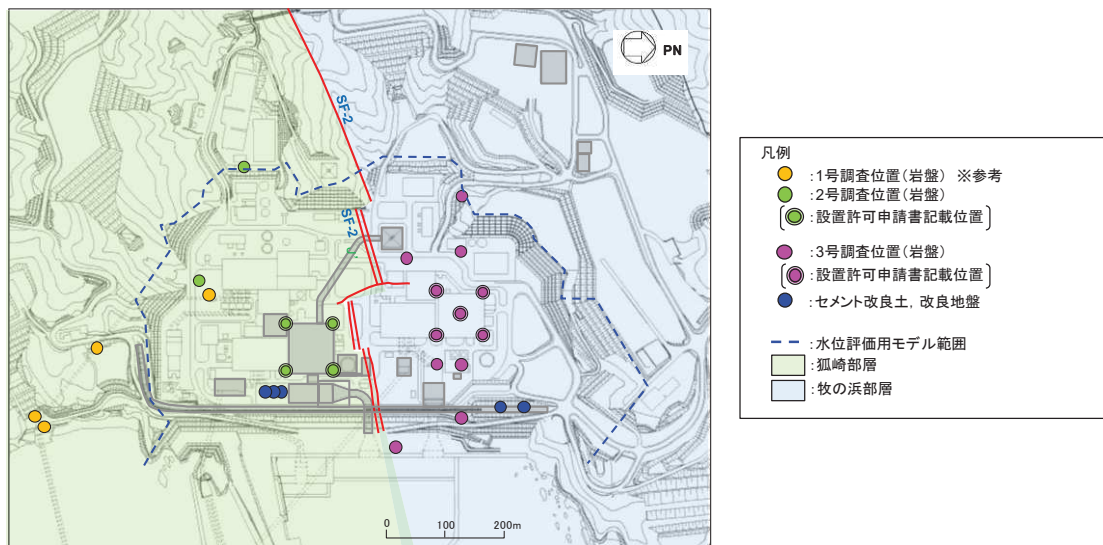 PN
SF-2
SF-2
0 100 200m
凡例
:1号調査位置(岩盤) ※参考
:2号調査位置(岩盤)
:設置許可申請書記載位置
:3号調査位置(岩盤)
:設置許可申請書記載位置
:セメント改良土，改良地盤
:水位評価用モデル範囲
:狐崎部層
:牧の浜部層